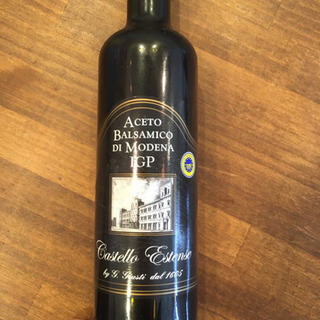 ACETO
BALSAMICO
DI MODENA
IGP
Castello Estense
by G. Giusti dal 1605